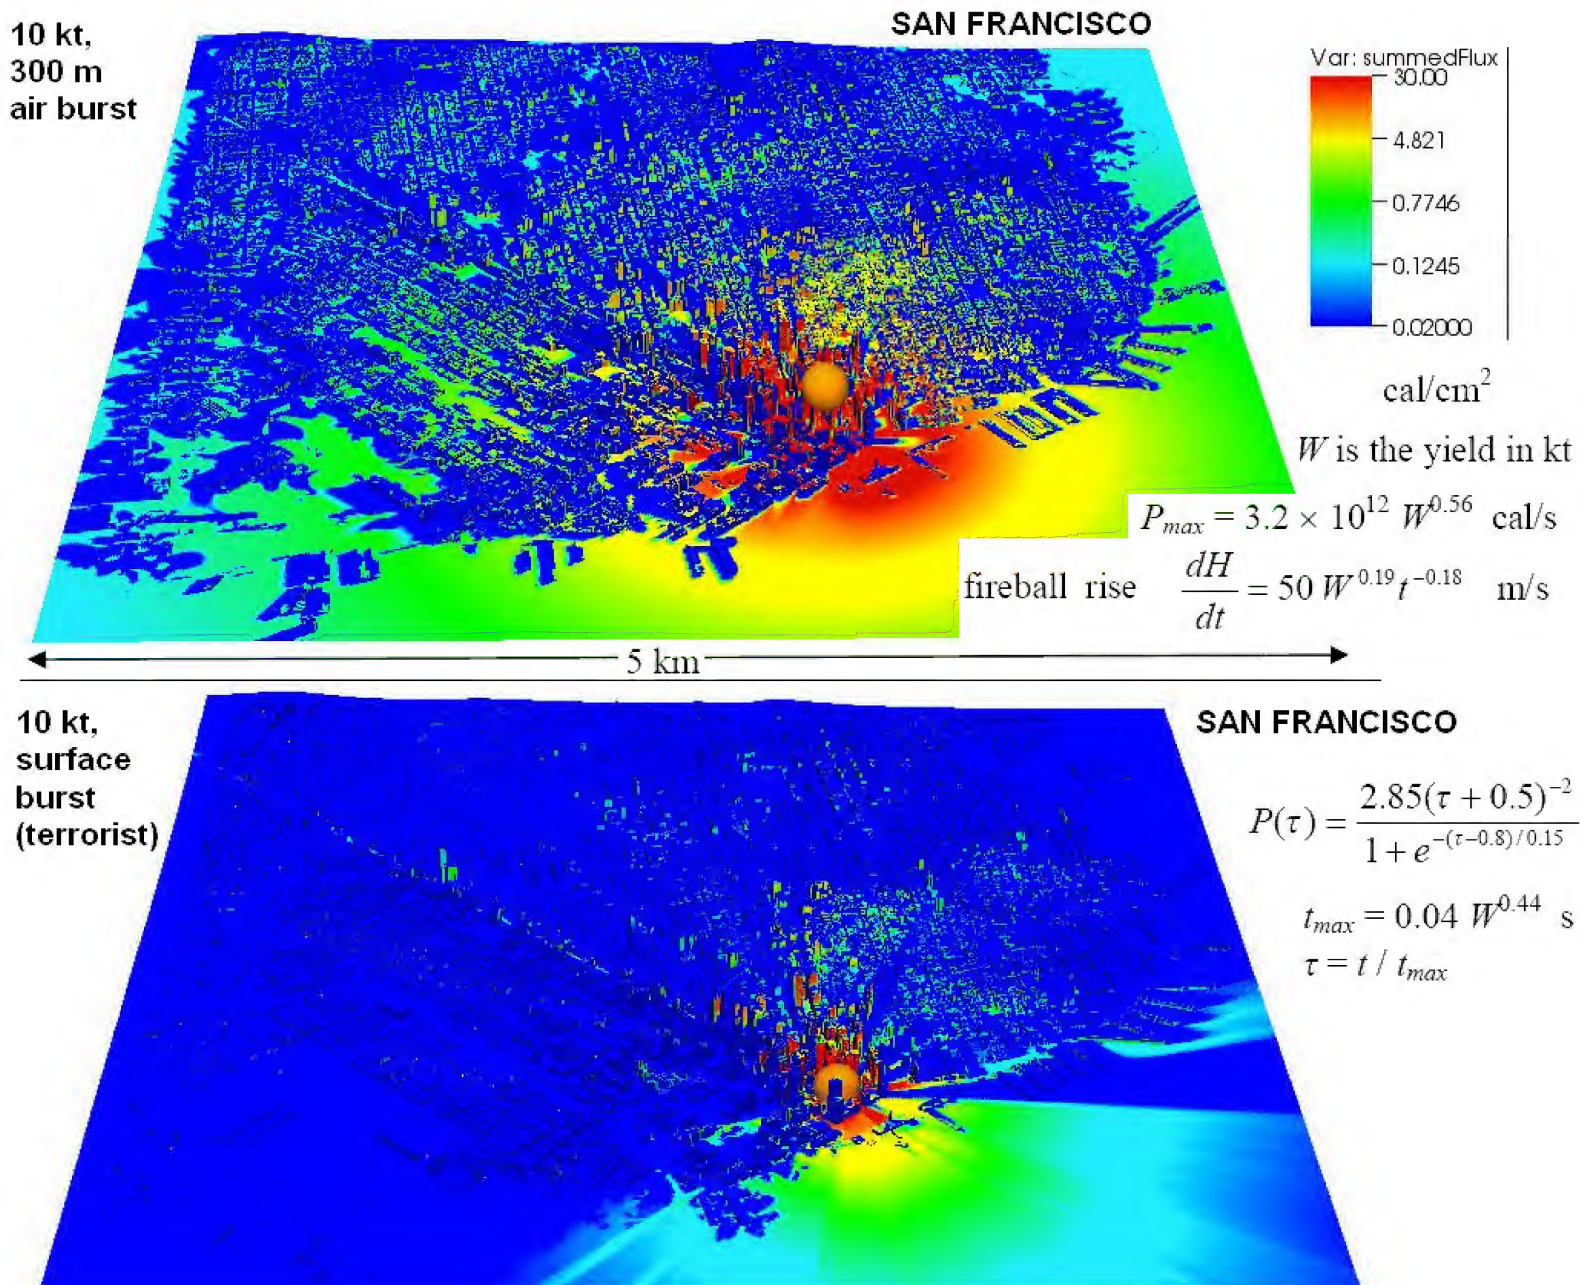 10 kt,
300 m
air burst
SAN FRANCISCO
Var: summedFlux
30.00
4.821
0.7746
0.1245
0.02000
cal/cm²
W is the yield in kt
P_max = 3.2 × 10¹² W^0.56 cal/s
fireball rise dH/dt = 50 W^0.19 t^−0.18 m/s
5 km
10 kt,
surface
burst
(terrorist)
SAN FRANCISCO
P(τ) = 2.85(τ + 0.5)^−2 / 1 + e^−(τ−0.8)/0.15
t_max = 0.04 W^0.44 s
τ = t / t_max